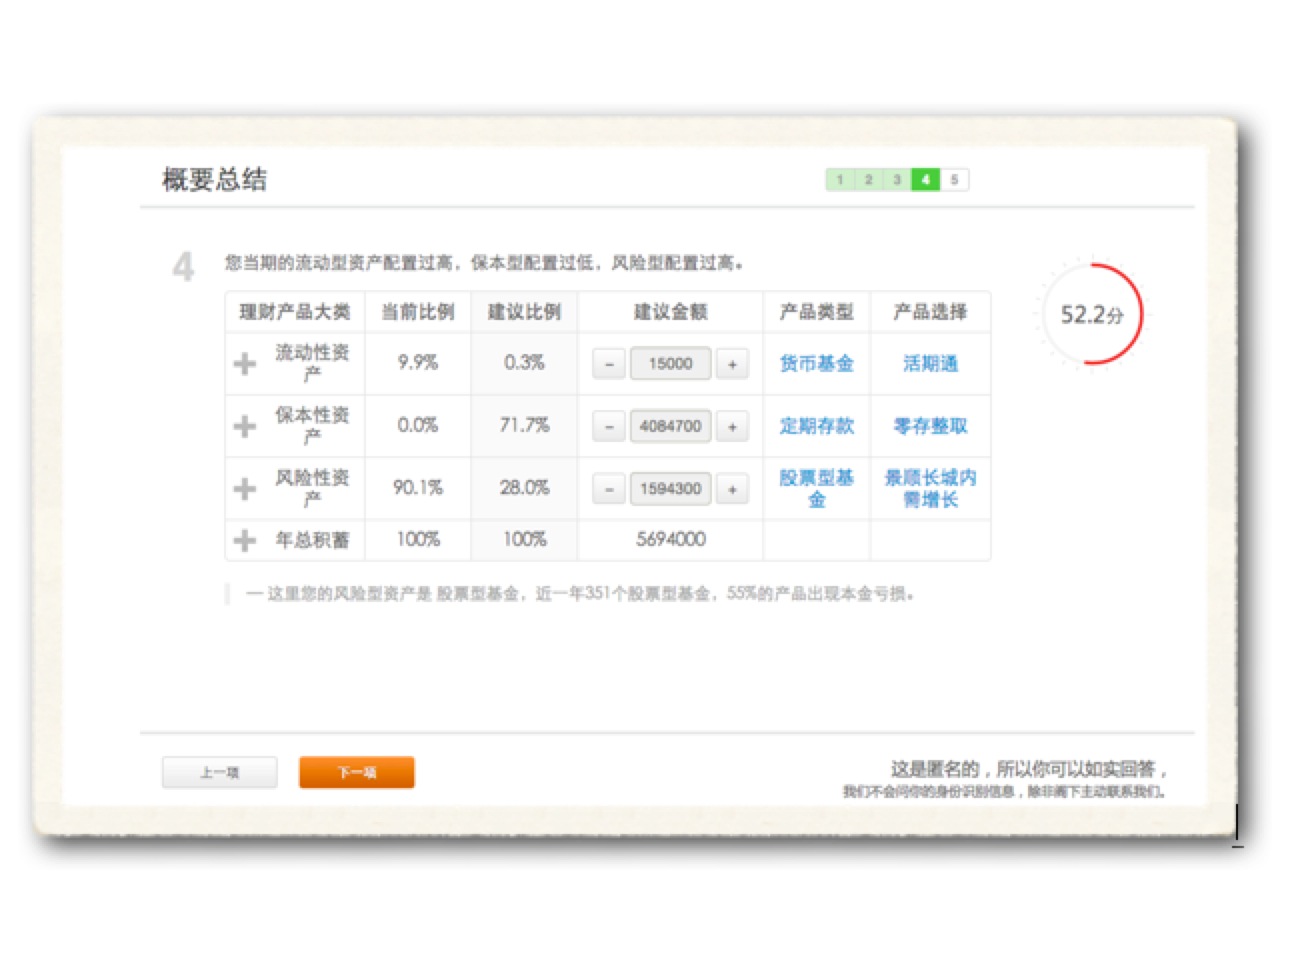 概要总结
1 2 3 4 5
4 您当期的流动型资产配置过高，保本型配置过低，风险型配置过高。
52.2分
理财产品大类 当前比例 建议比例 建议金额 产品类型 产品选择
流动性资产 9.9% 0.3% - 15000 + 货币基金 活期通
保本性资产 0.0% 71.7% - 4084700 + 定期存款 零存整取
风险性资产 90.1% 28.0% - 1594300 + 股票型基金 景顺长城内需增长
年总积蓄 100% 100% 5694000
— 这里您的风险型资产是 股票型基金，近一年351个股票型基金，55%的产品出现本金亏损。
上一项 下一项
这是匿名的，所以你可以如实回答，
我们不会问你的身份识别信息，除非阁下主动联系我们。